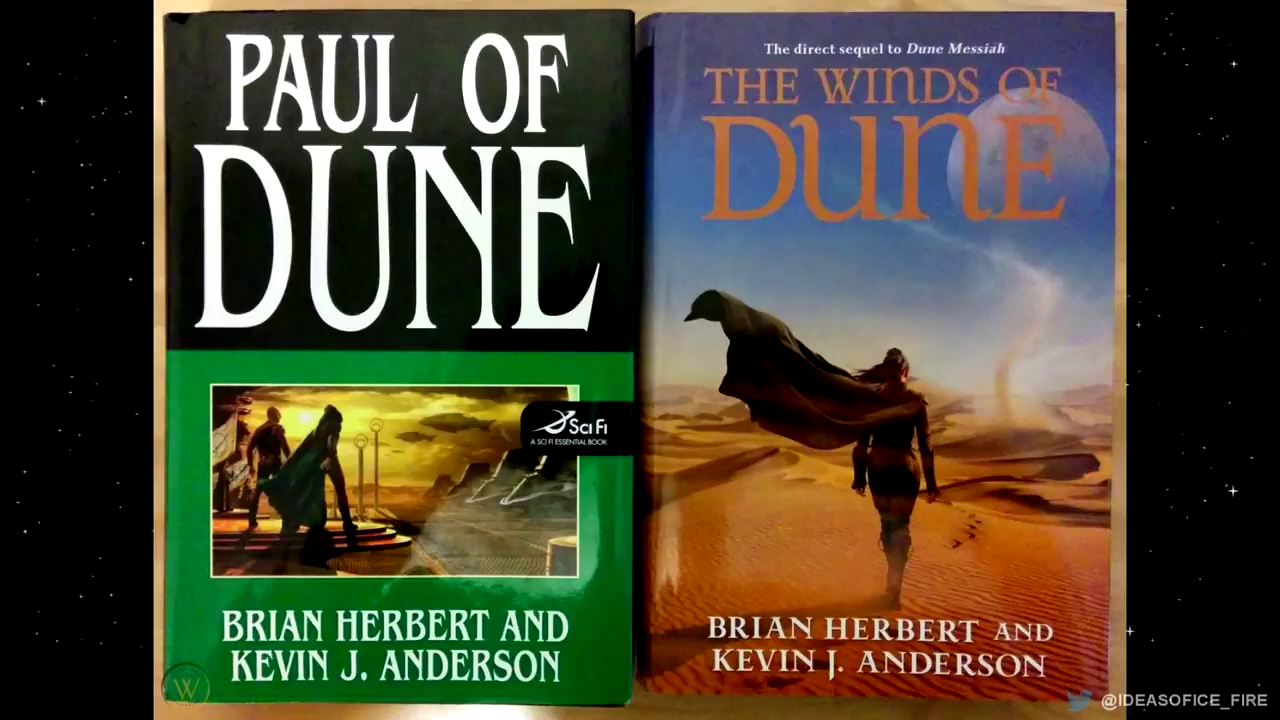 PAUL OF
DUNE
Sci Fi
A SCI FI ESSENTIAL BOOK
BRIAN HERBERT AND
KEVIN J. ANDERSON
W
The direct sequel to Dune Messiah
THE WINDS OF
DUNE
BRIAN HERBERT AND
KEVIN J. ANDERSON
@IDEASOFICE_FIRE